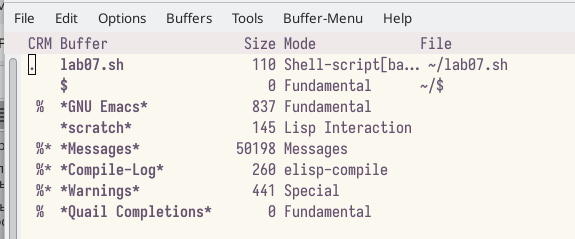 File Edit Options Buffers Tools Buffer-Menu Help
CRM Buffer Size Mode File
. lab07.sh 110 Shell-script[ba... ~/lab07.sh
$ 0 Fundamental ~/$
% *GNU Emacs* 837 Fundamental
*scratch* 145 Lisp Interaction
%* *Messages* 50198 Messages
%* *Compile-Log* 260 elisp-compile
%* *Warnings* 441 Special
% *Quail Completions* 0 Fundamental